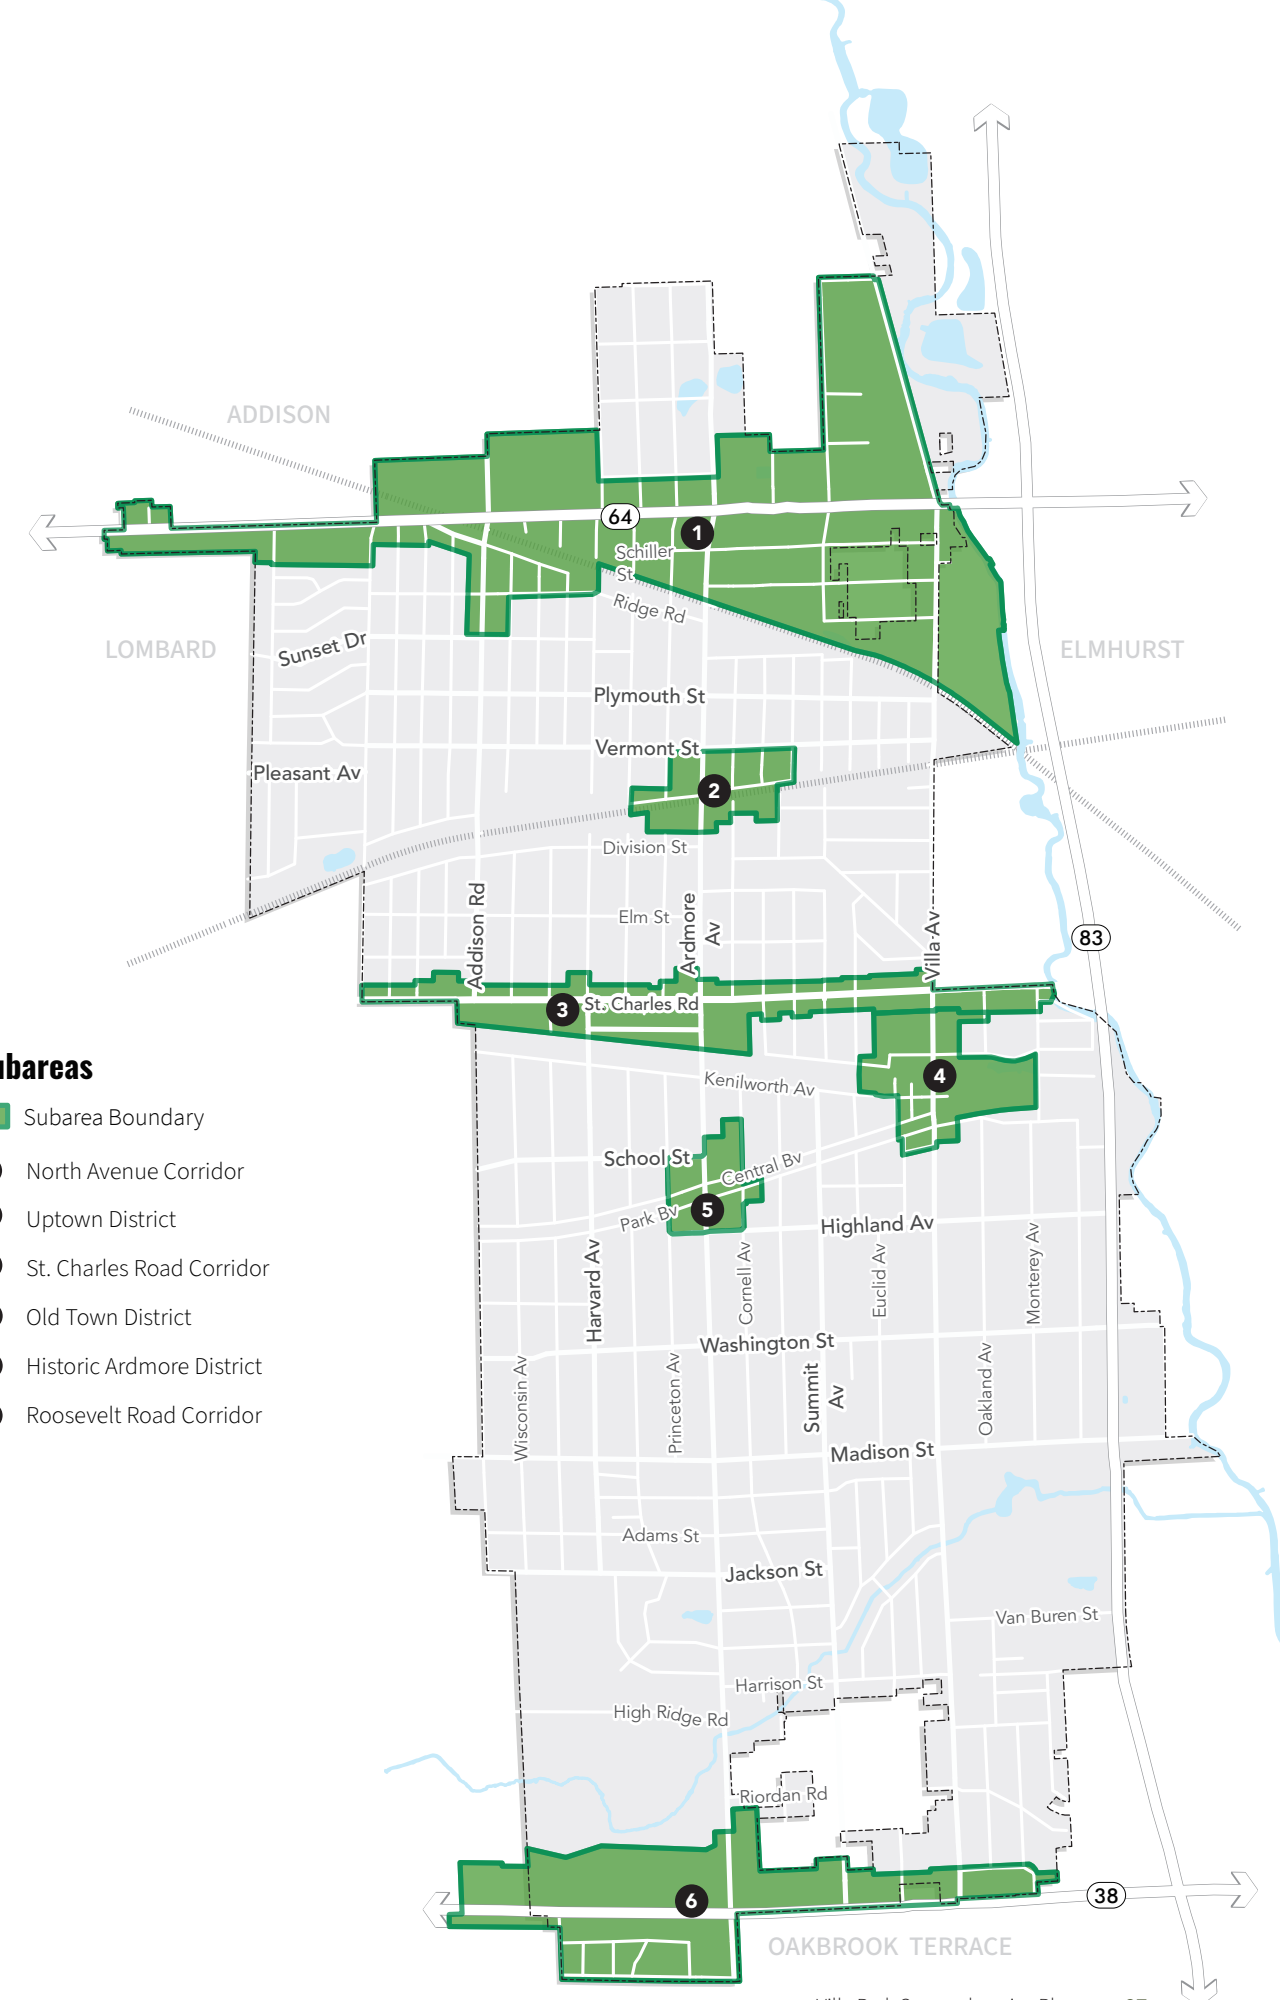 ADDISON
64
1
Schiller
St
Ridge Rd
LOMBARD
Sunset Dr
ELMHURST
Plymouth St
Vermont St
Pleasant Av
2
Division St
Addison Rd
Elm St
Ardmore
Av
Villa Av
83
3
St. Charles Rd
4
Kenilworth Av
School St
Central Bv
Park Bv
5
Highland Av
Harvard Av
Cornell Av
Euclid Av
Monterey Av
Washington St
Wisconsin Av
Princeton Av
Summit
Av
Oakland Av
Madison St
Adams St
Jackson St
Van Buren St
Harrison St
High Ridge Rd
Riordan Rd
6
38
OAKBROOK TERRACE
ubareas
Subarea Boundary
North Avenue Corridor
Uptown District
St. Charles Road Corridor
Old Town District
Historic Ardmore District
Roosevelt Road Corridor